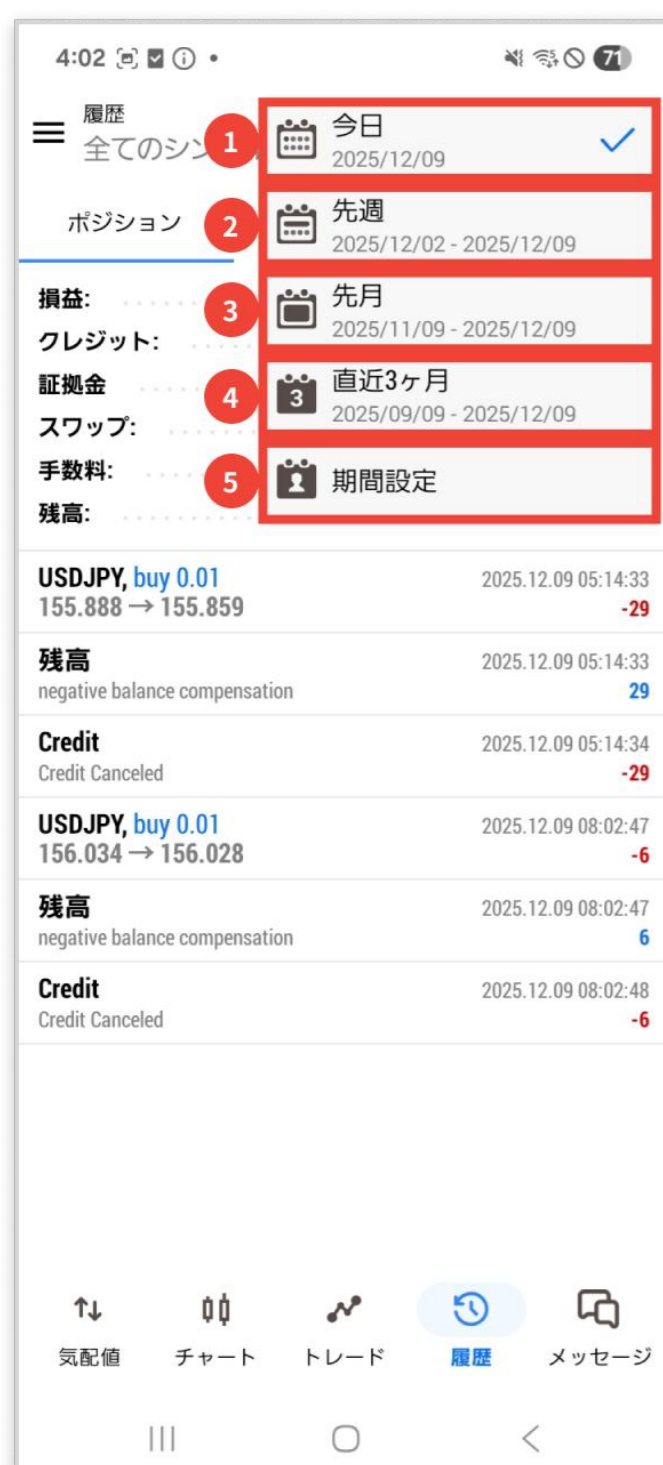 4:02
71
履歴
全てのシン
1
今日
2025/12/09
ポジション
2
先週
2025/12/02 - 2025/12/09
3
先月
2025/11/09 - 2025/12/09
4
3
直近3ヶ月
2025/09/09 - 2025/12/09
5
期間設定
損益:
クレジット:
証拠金
スワップ:
手数料:
残高:
USDJPY, buy 0.01
2025.12.09 05:14:33
155.888 → 155.859
-29
残高
2025.12.09 05:14:33
negative balance compensation
29
Credit
2025.12.09 05:14:34
Credit Canceled
-29
USDJPY, buy 0.01
2025.12.09 08:02:47
156.034 → 156.028
-6
残高
2025.12.09 08:02:47
negative balance compensation
6
Credit
2025.12.09 08:02:48
Credit Canceled
-6
気配値
チャート
トレード
履歴
メッセージ